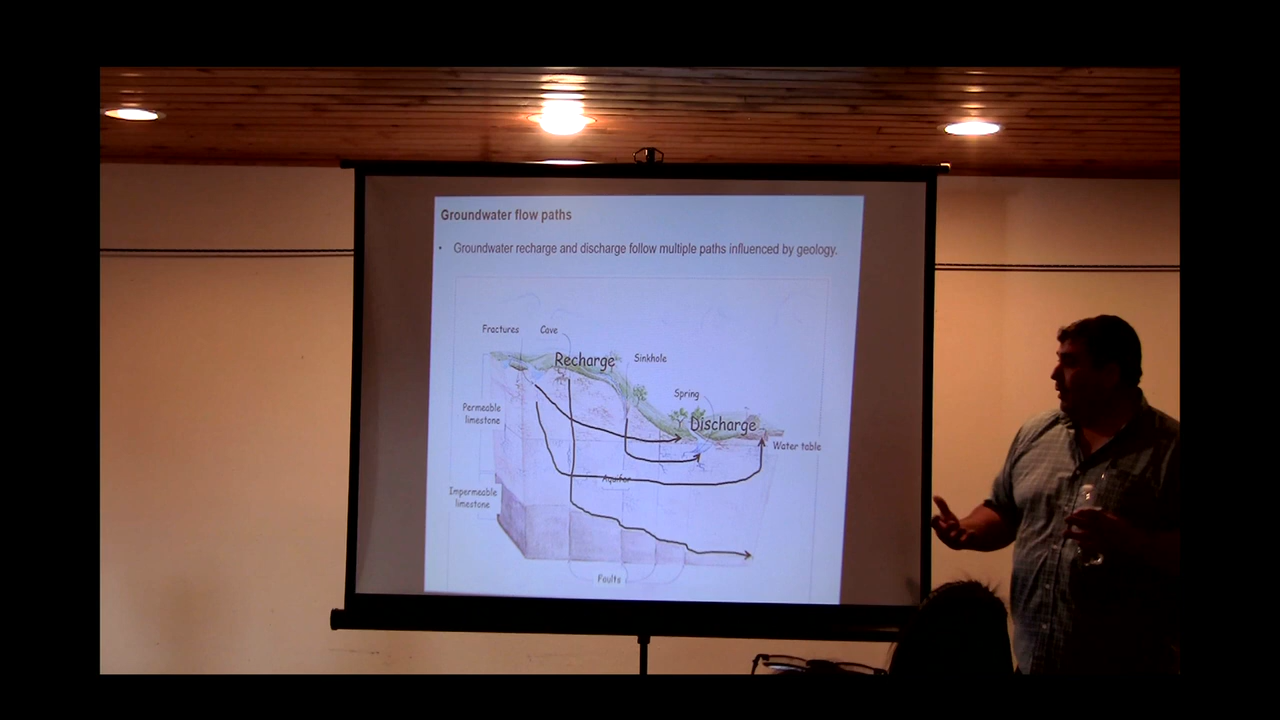 Groundwater flow paths
• Groundwater recharge and discharge follow multiple paths influenced by geology.
Fractures
Cave
Recharge
Sinkhole
Spring
Permeable
limestone
Discharge
Water table
Aquifer
Impermeable
limestone
Faults